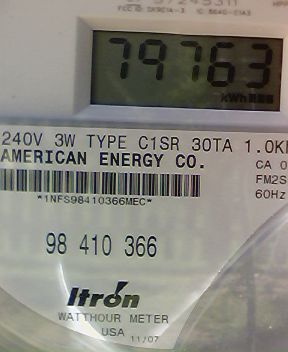 79763
kWh
240V 3W TYPE C1SR 30TA 1.0K
AMERICAN ENERGY CO.
CA 0
FM2S
60Hz
*1NFS98410366MEC*
98 410 366
Itron
WATTHOUR METER
USA 11/07